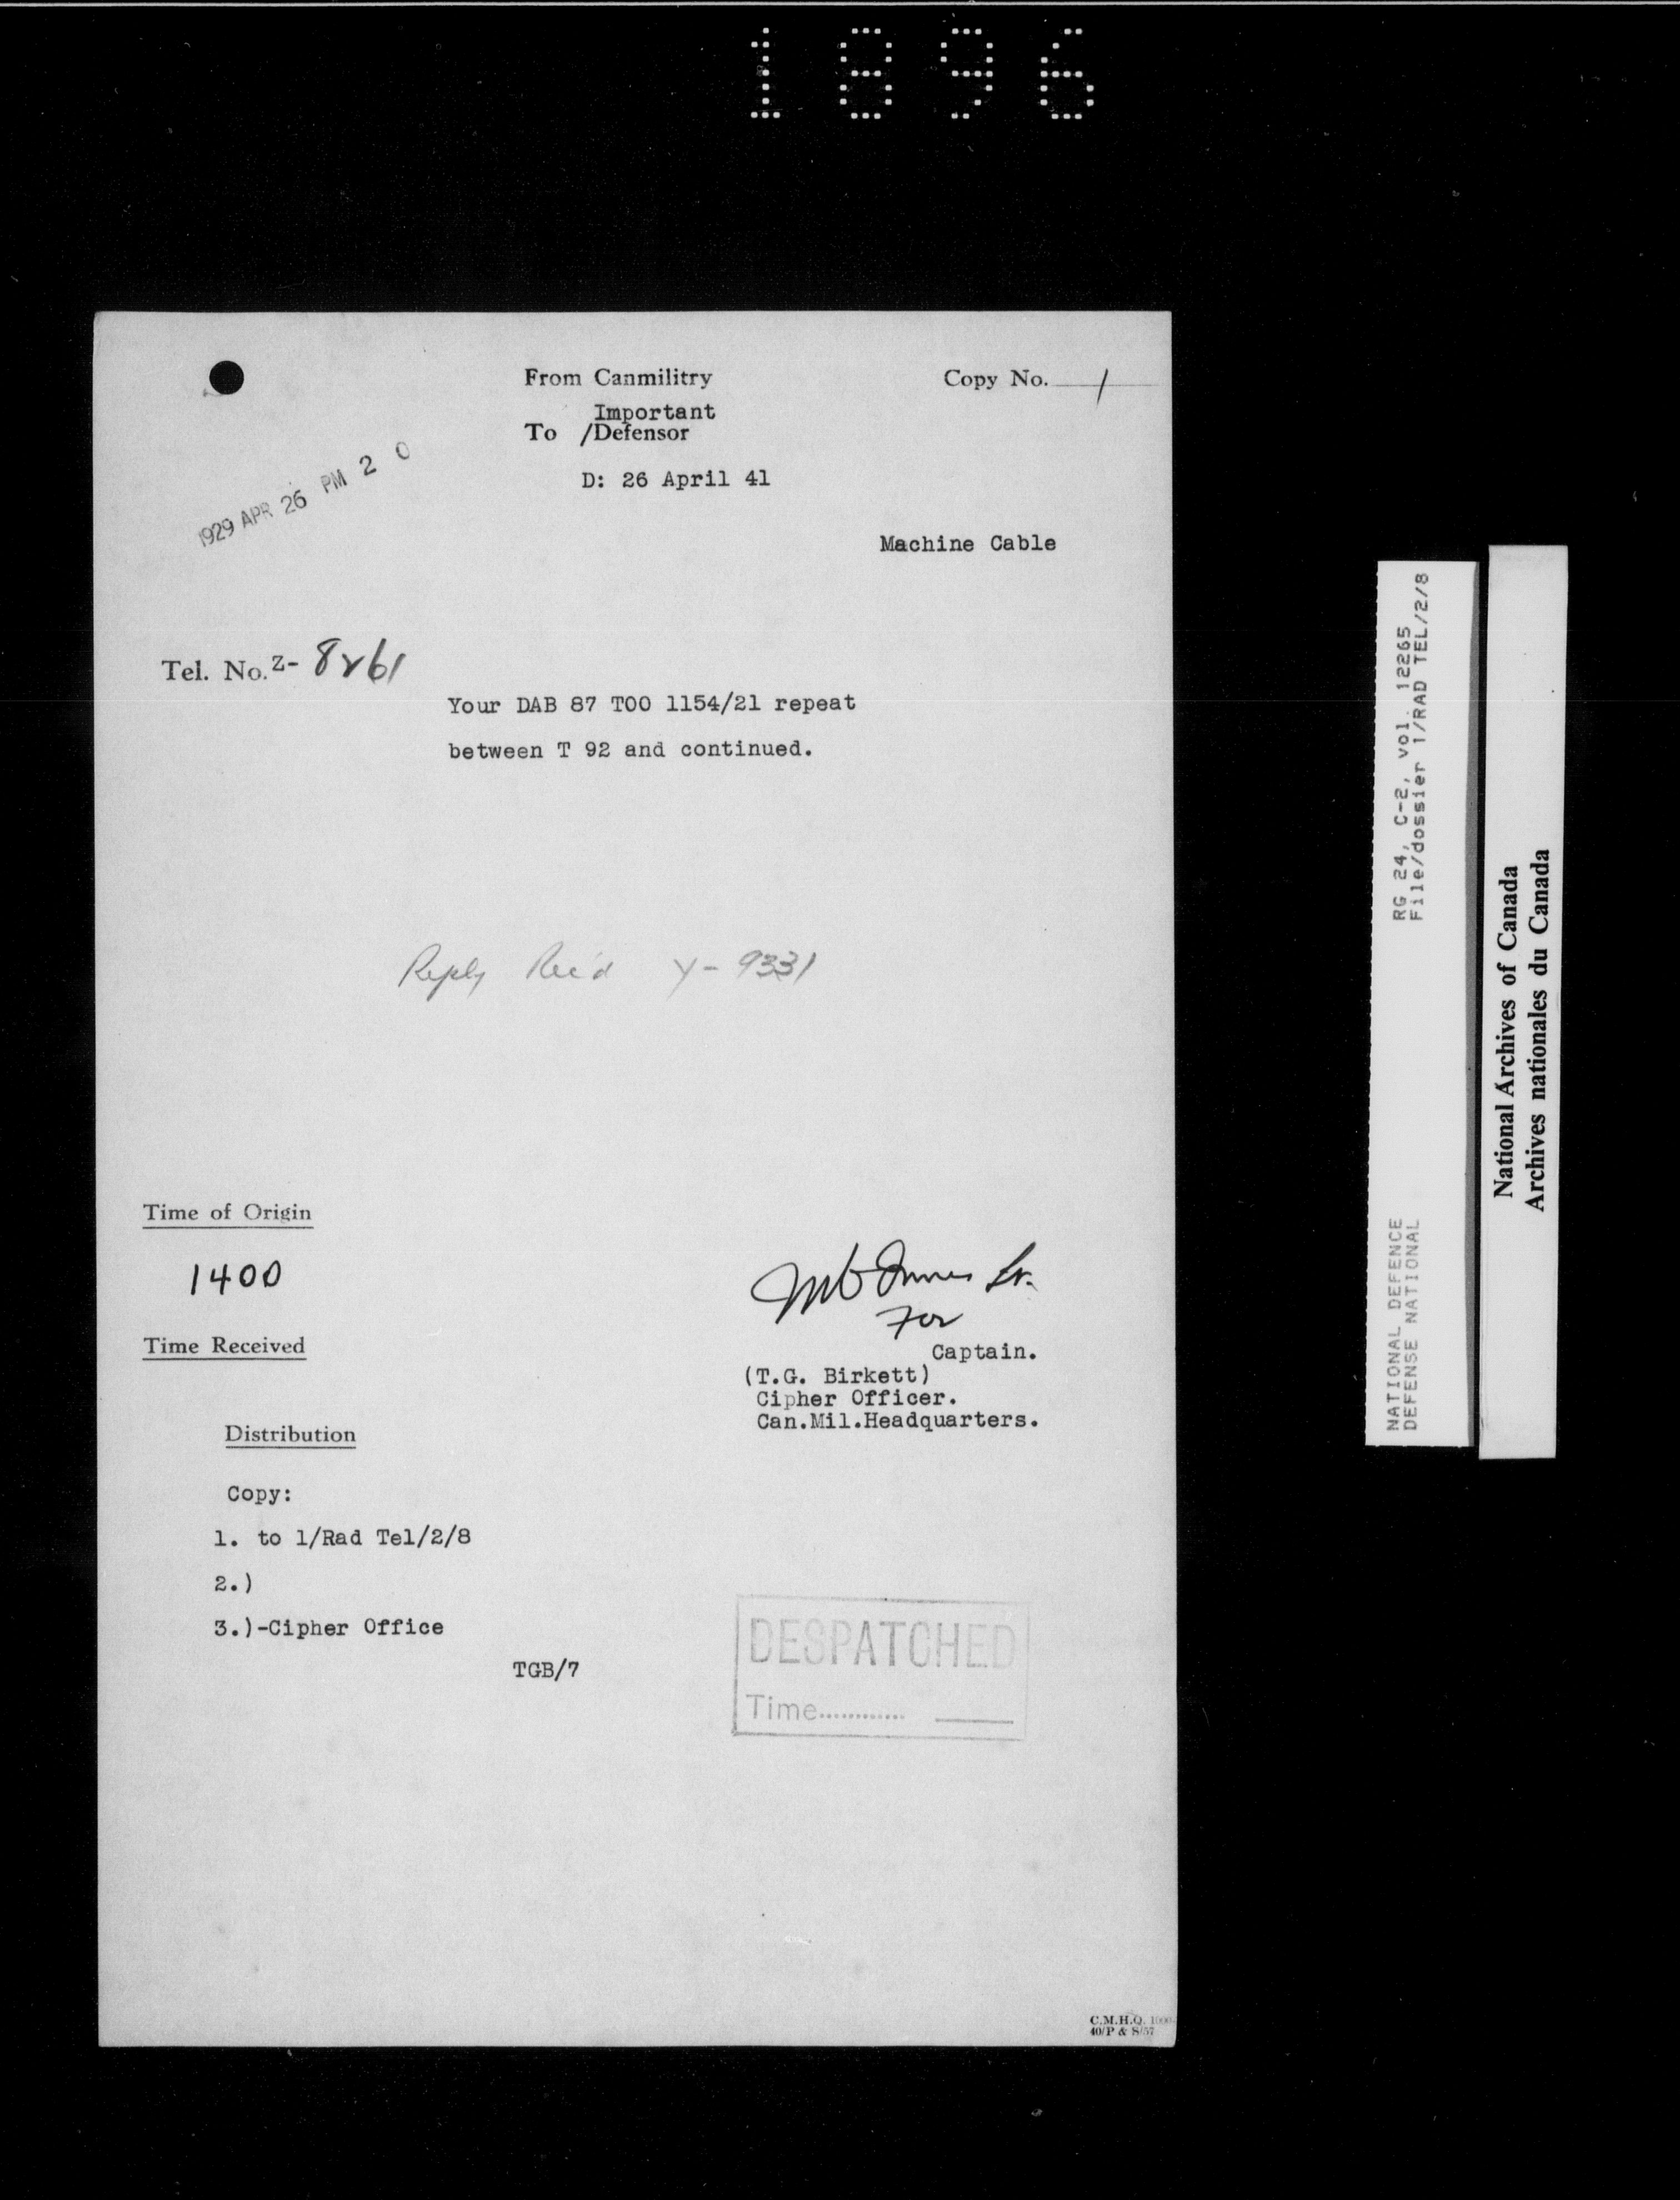 1896
From Canmilitry
Copy No. 1
Important
To /Defensor
D: 26 April 41
1929 APR 26 PM 2 0
Machine Cable
Tel. No. Z- 8261
Your DAB 87 TOO 1154/21 repeat
between T 92 and continued.
Reply Rec'd Y-9331
Time of Origin
1400
For
Time Received
Captain.
(T.G. Birkett)
Cipher Officer.
Can.Mil.Headquarters.
Distribution
Copy:
1. to 1/Rad Tel/2/8
2.)
3.)-Cipher Office
TGB/7
DESPATCHED
Time............
C.M.H.Q. 1000
40/P & S/57
NATIONAL DEFENCE RG 24, C-2, vol. 12265
DEFENSE NATIONAL File/dossier 1/RAD TEL/2/8
National Archives of Canada
Archives nationales du Canada